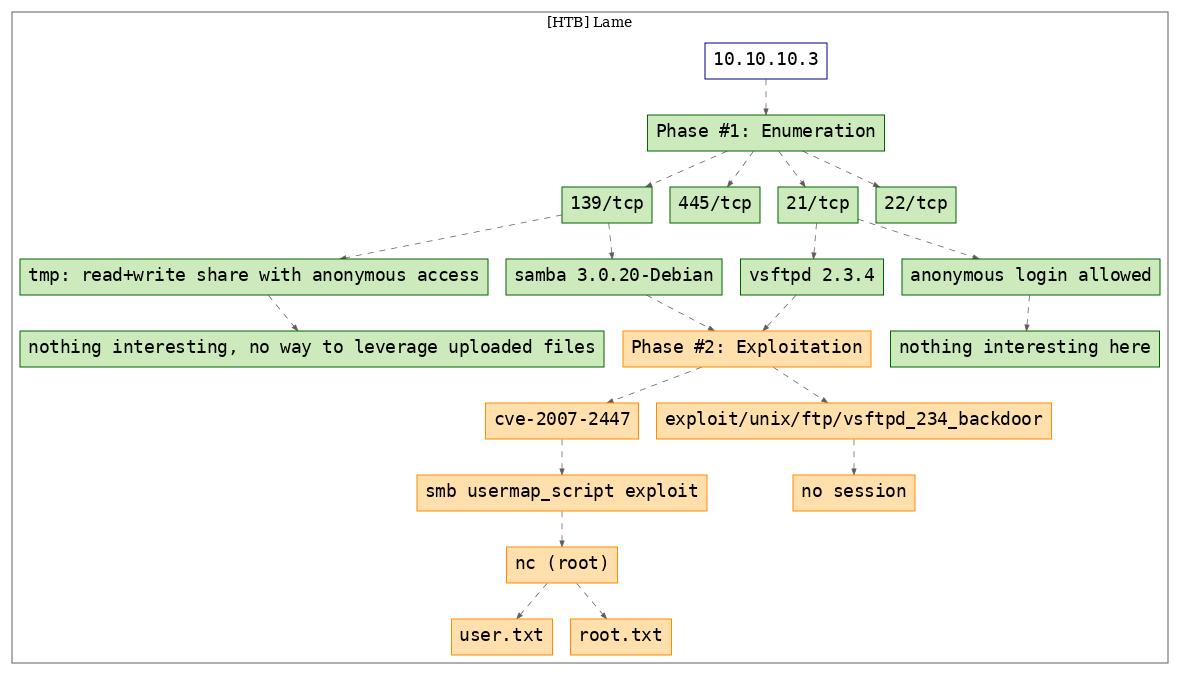 [HTB] Lame
10.10.10.3
Phase #1: Enumeration
139/tcp
445/tcp
21/tcp
22/tcp
tmp: read+write share with anonymous access
samba 3.0.20-Debian
vsftpd 2.3.4
anonymous login allowed
nothing interesting, no way to leverage uploaded files
Phase #2: Exploitation
nothing interesting here
cve-2007-2447
exploit/unix/ftp/vsftpd_234_backdoor
smb usermap_script exploit
no session
nc (root)
user.txt
root.txt